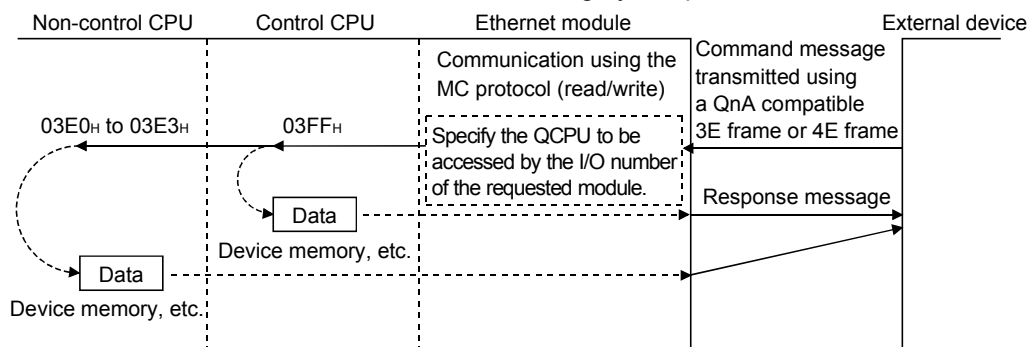 Non-control CPU
Control CPU
Ethernet module
External device
Communication using the
MC protocol (read/write)
Command message
transmitted using
a QnA compatible
3E frame or 4E frame
03E0H to 03E3H
03FFH
Specify the QCPU to be
accessed by the I/O number
of the requested module.
Response message
Data
Device memory, etc.
Data
Device memory, etc.